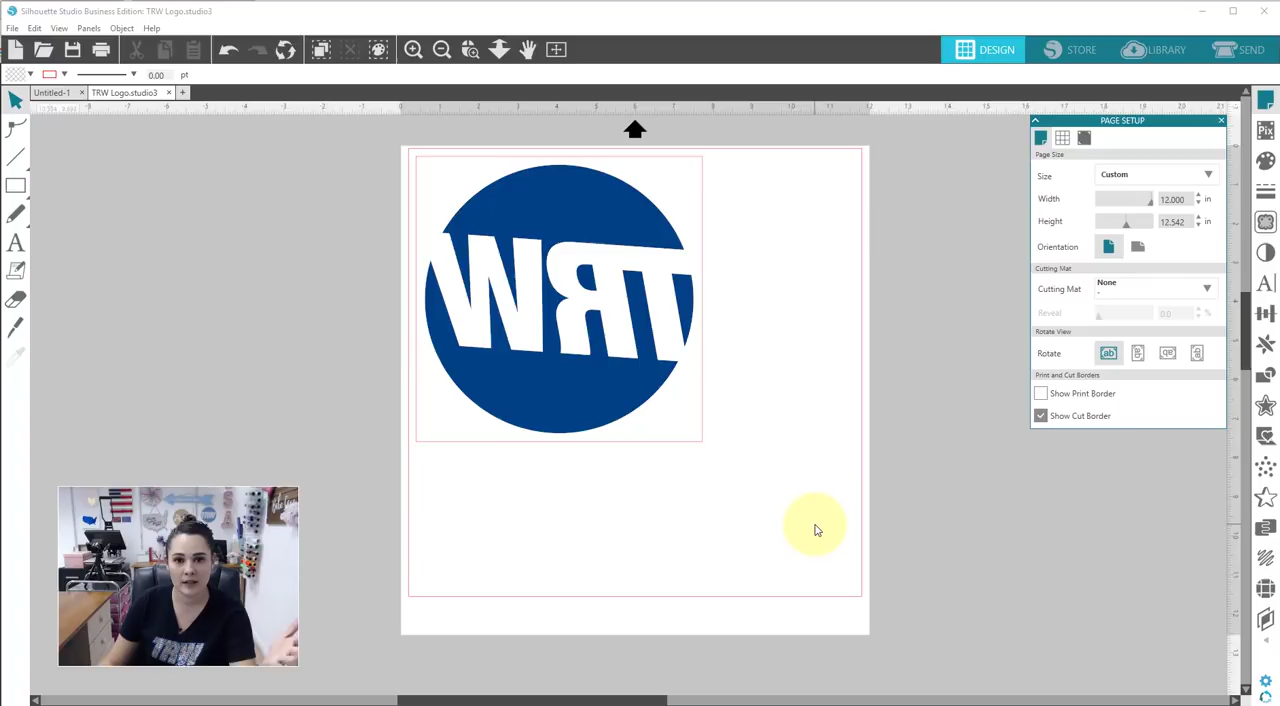 Silhouette Studio Business Edition: TRW Logo.studio3
File Edit View Panels Object Help
DESIGN STORE LIBRARY SEND
0.00 pt
Untitled-1 TRW Logo.studio3
PAGE SETUP
Page Size
Size Custom
Width 12.000 in
Height 12.542 in
Orientation
Cutting Mat
Cutting Mat None
-
Reveal 0.0 %
Rotate View
Rotate
Print and Cut Borders
Show Print Border
Show Cut Border
TRW
TRW